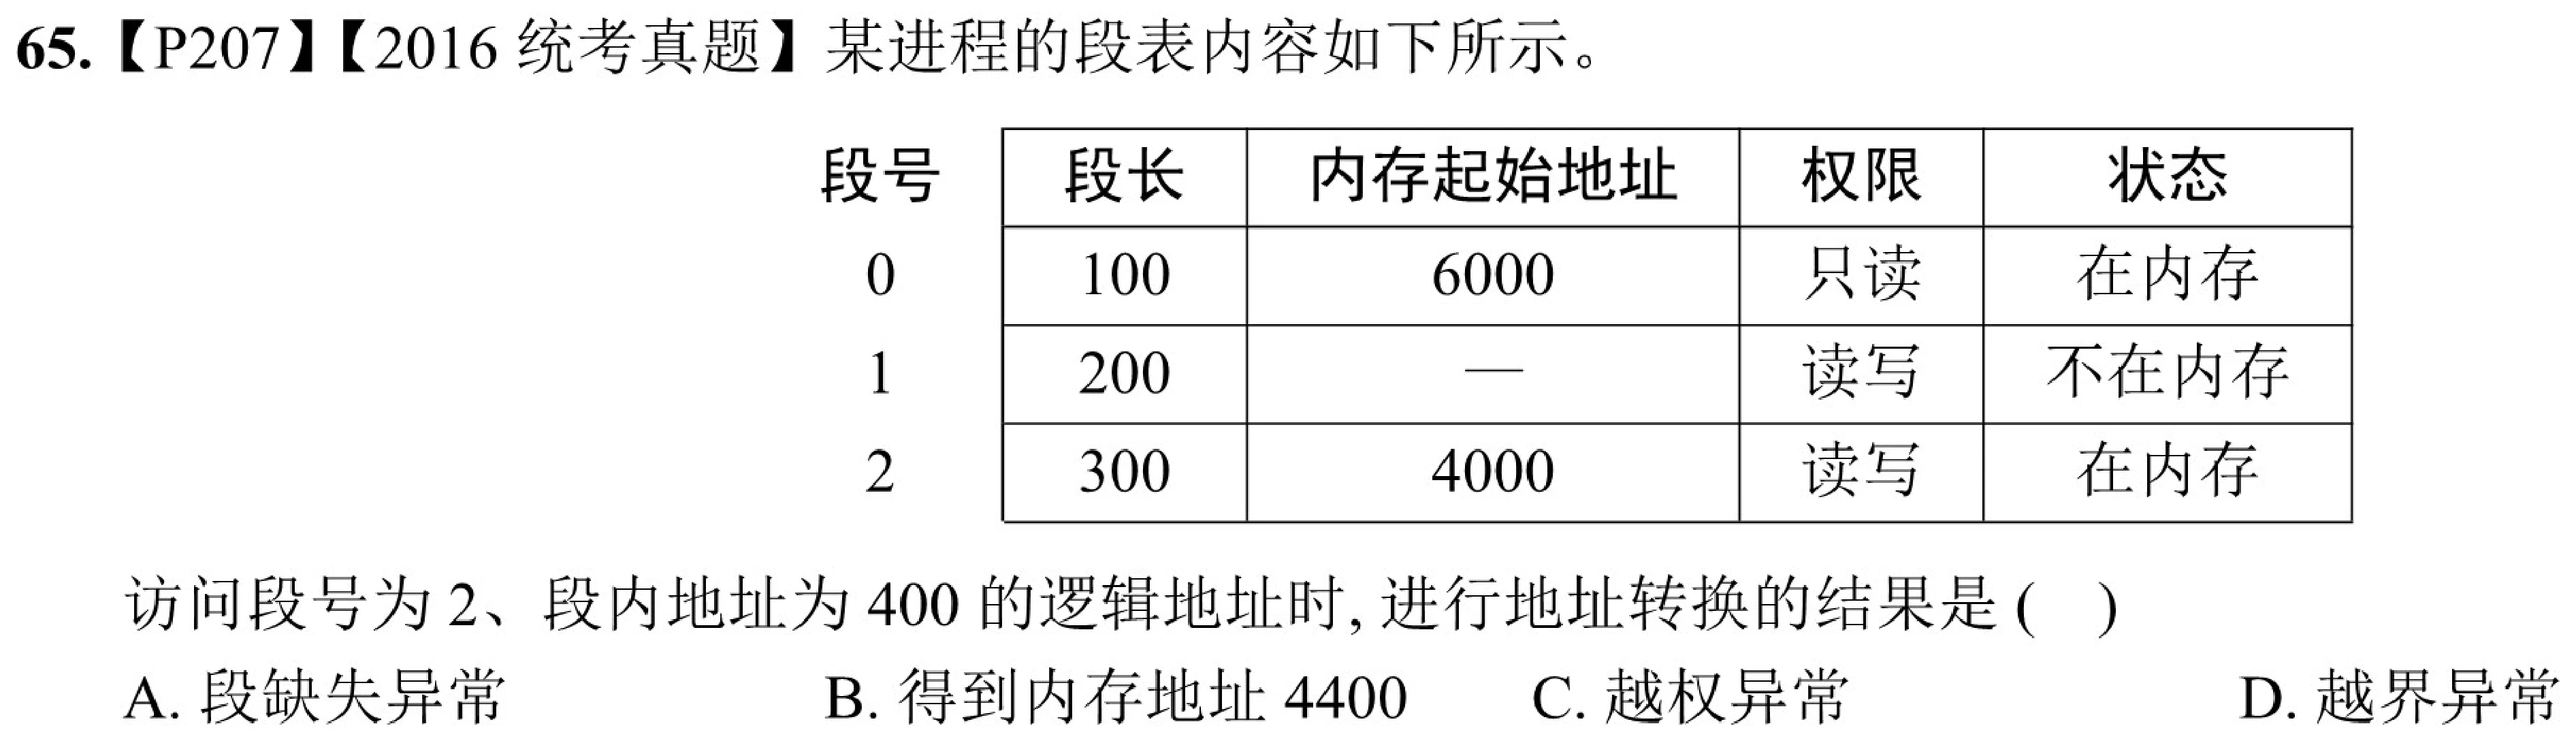 65.【P207】【2016 统考真题】某进程的段表内容如下所示。
段号 段长 内存起始地址 权限 状态
0 100 6000 只读 在内存
1 200 — 读写 不在内存
2 300 4000 读写 在内存
访问段号为 2、段内地址为 400 的逻辑地址时, 进行地址转换的结果是 ( )
A. 段缺失异常 B. 得到内存地址 4400 C. 越权异常 D. 越界异常